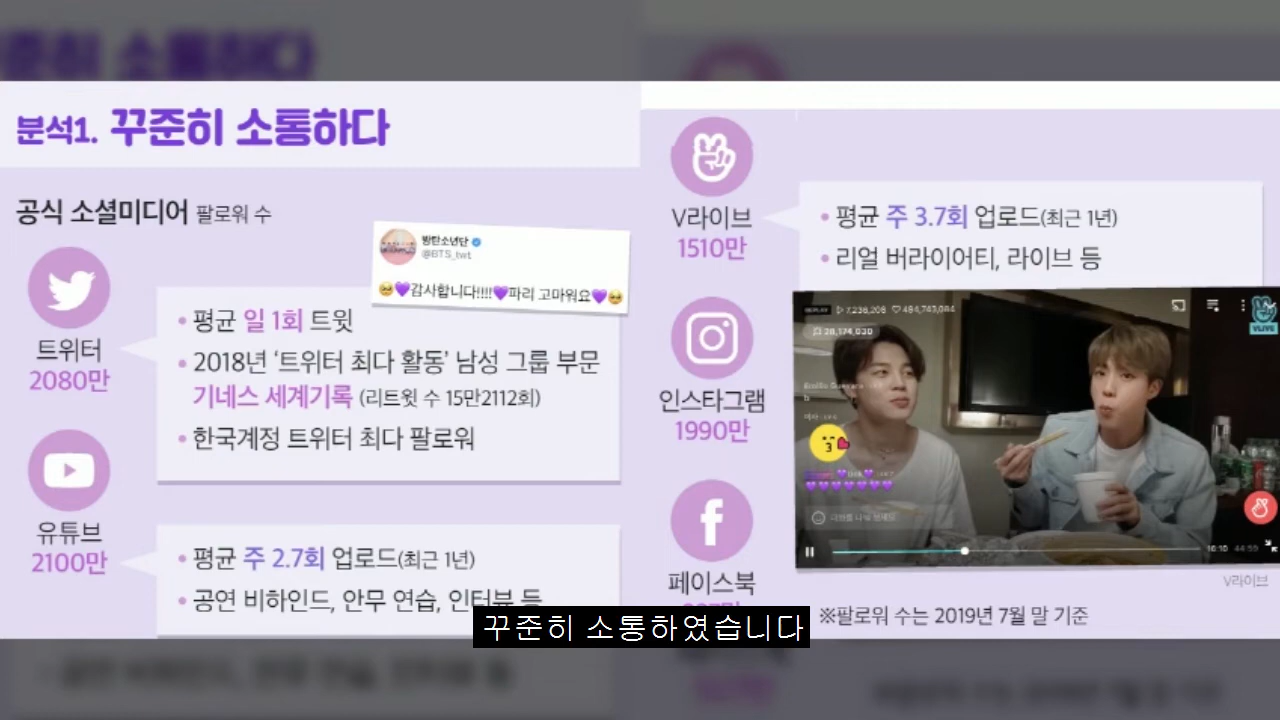 분석1. 꾸준히 소통하다
공식 소셜미디어 팔로워 수
방탄소년단
@BTS_twt
감사합니다!!!!💜파리 고마워요💜
트위터
2080만
• 평균 일 1회 트윗
• 2018년 ‘트위터 최다 활동’ 남성 그룹 부문
기네스 세계기록 (리트윗 수 15만2112회)
• 한국계정 트위터 최다 팔로워
유튜브
2100만
• 평균 주 2.7회 업로드(최근 1년)
• 공연 비하인드, 안무 연습, 인터뷰 등
V라이브
1510만
• 평균 주 3.7회 업로드(최근 1년)
• 리얼 버라이어티, 라이브 등
인스타그램
1990만
페이스북
VLIVE
V라이브
※팔로워 수는 2019년 7월 말 기준
꾸준히 소통하였습니다